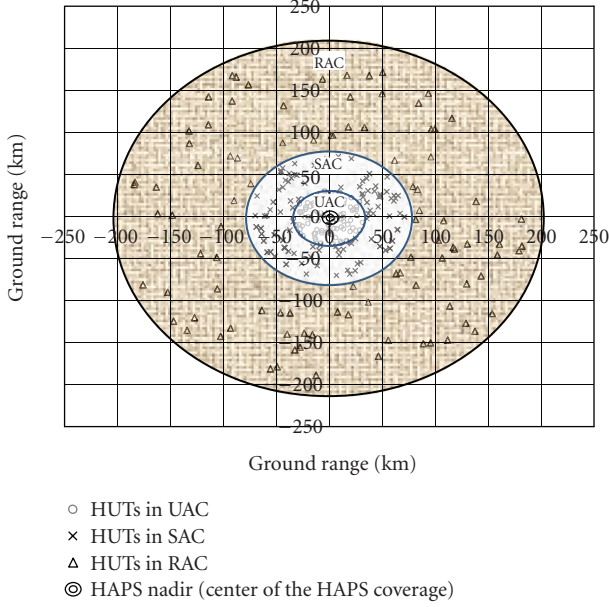 250
200
RAC
150
100
SAC
50
UAC
0
−250 −200 −150 −100 −50 0 50 100 150 200 250
−50
−100
−150
−200
−250
Ground range (km)
Ground range (km)
HUTs in UAC
HUTs in SAC
HUTs in RAC
HAPS nadir (center of the HAPS coverage)